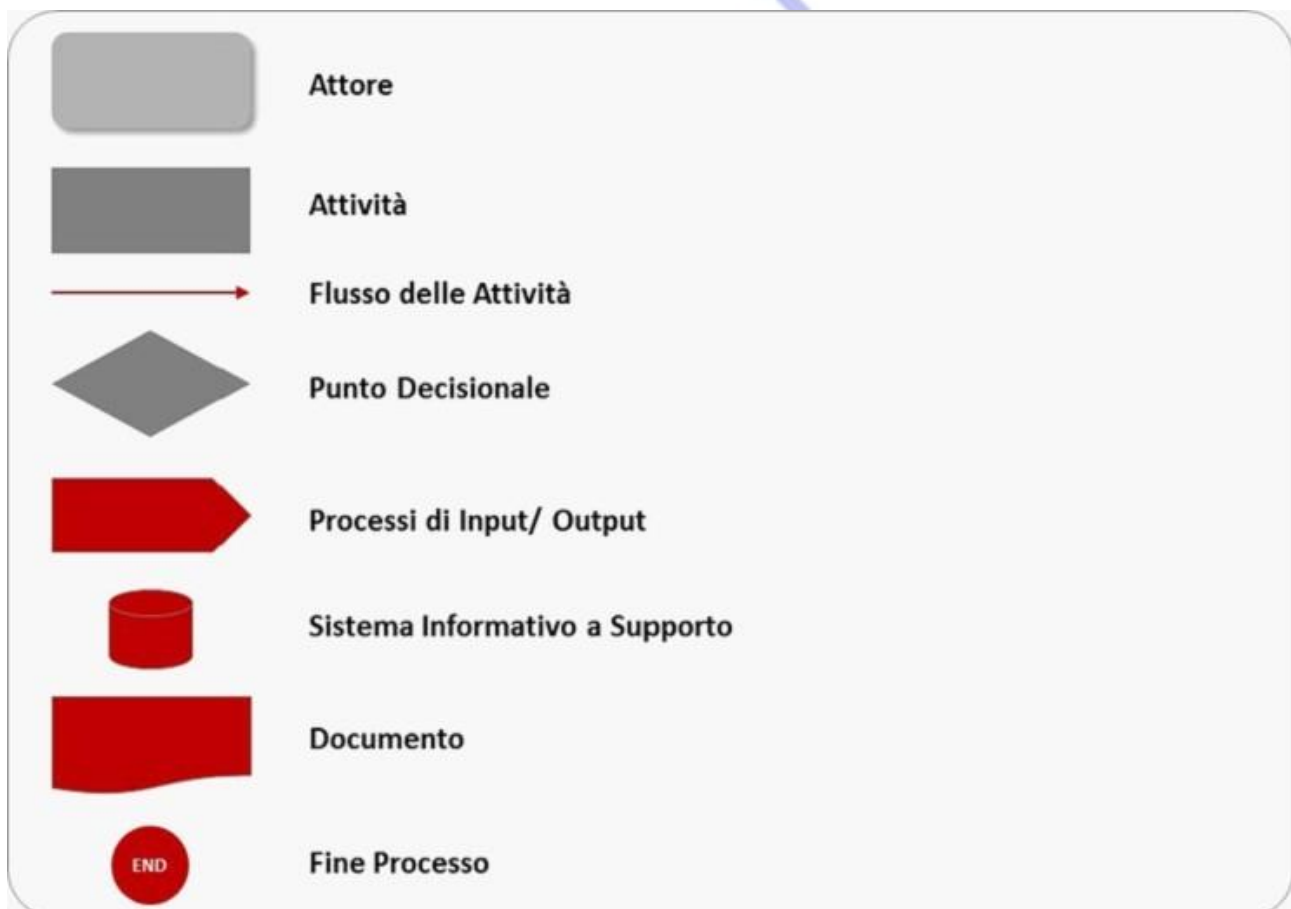 Attore
Attività
Flusso delle Attività
Punto Decisionale
Processi di Input/ Output
Sistema Informativo a Supporto
Documento
END
Fine Processo